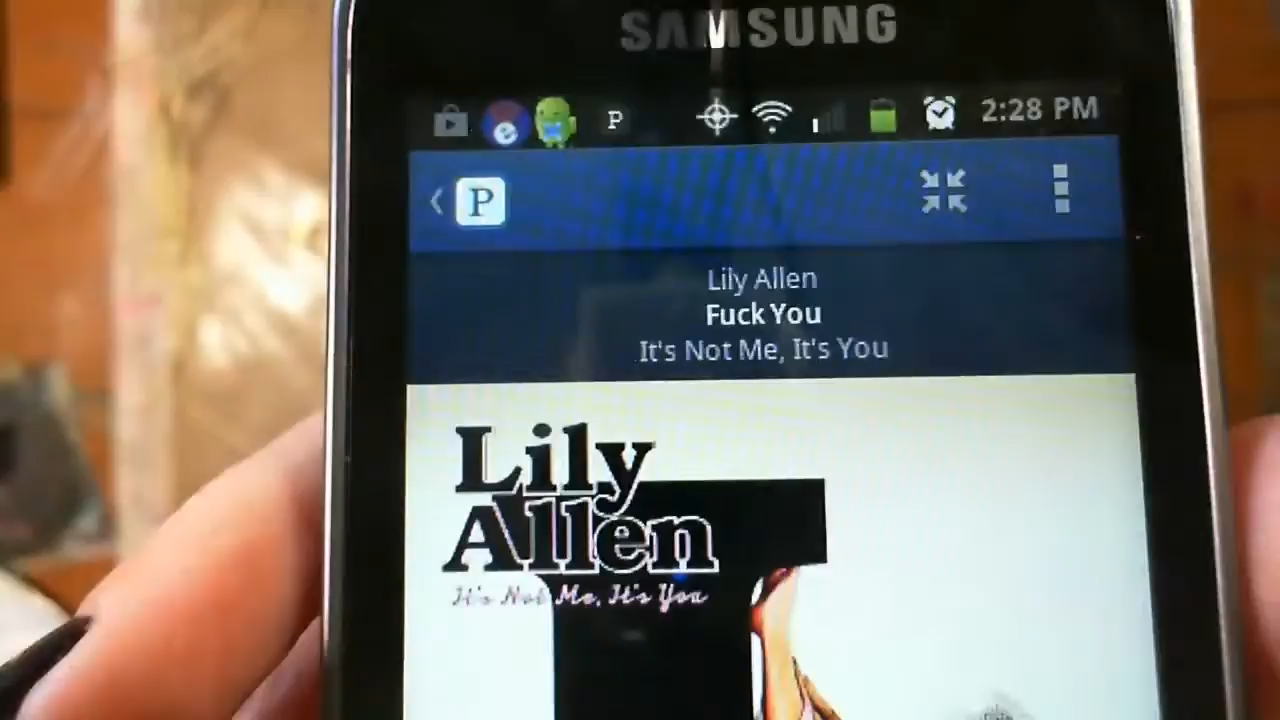 SAMSUNG
P 2:28 PM
P
Lily Allen
Fuck You
It's Not Me, It's You
Lily
Allen
It's Not Me, It's You